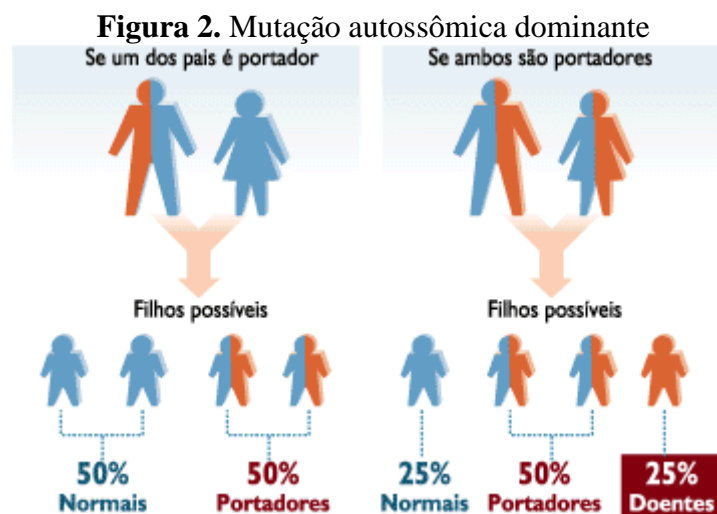 Figura 2. Mutação autossômica dominante
Se um dos pais é portador
Se ambos são portadores
Filhos possíveis
Filhos possíveis
50%
Normais
50%
Portadores
25%
Normais
50%
Portadores
25%
Doentes